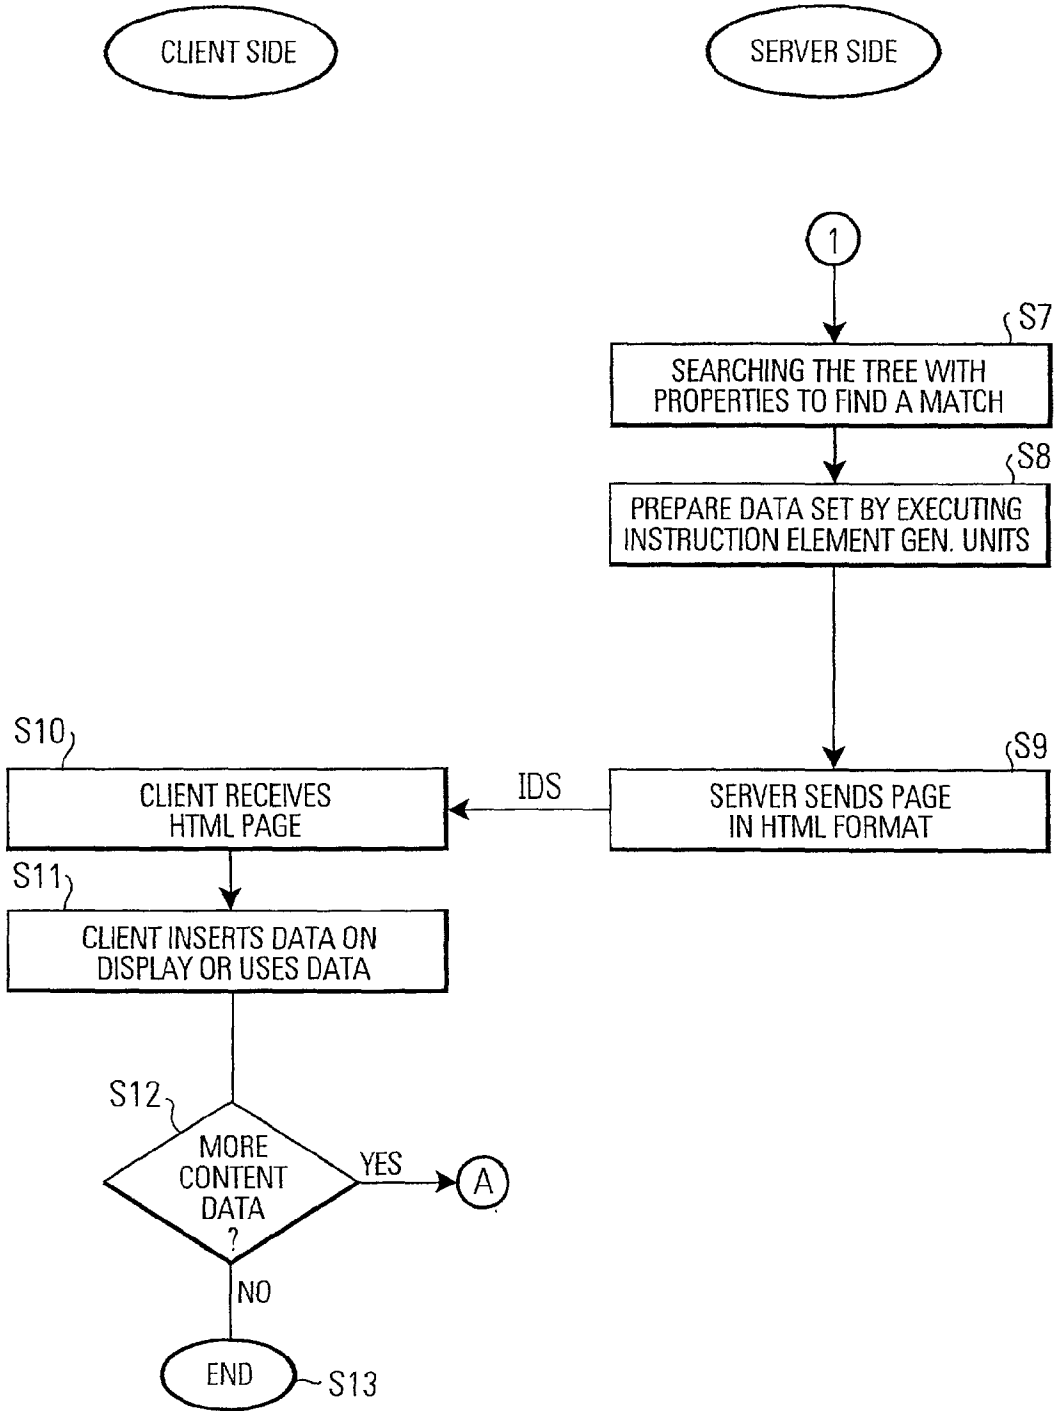 CLIENT SIDE
SERVER SIDE
1
S7
SEARCHING THE TREE WITH
PROPERTIES TO FIND A MATCH
S8
PREPARE DATA SET BY EXECUTING
INSTRUCTION ELEMENT GEN. UNITS
S10
CLIENT RECEIVES
HTML PAGE
IDS
S9
SERVER SENDS PAGE
IN HTML FORMAT
S11
CLIENT INSERTS DATA ON
DISPLAY OR USES DATA
S12
MORE
CONTENT
DATA
?
YES
A
NO
END
S13